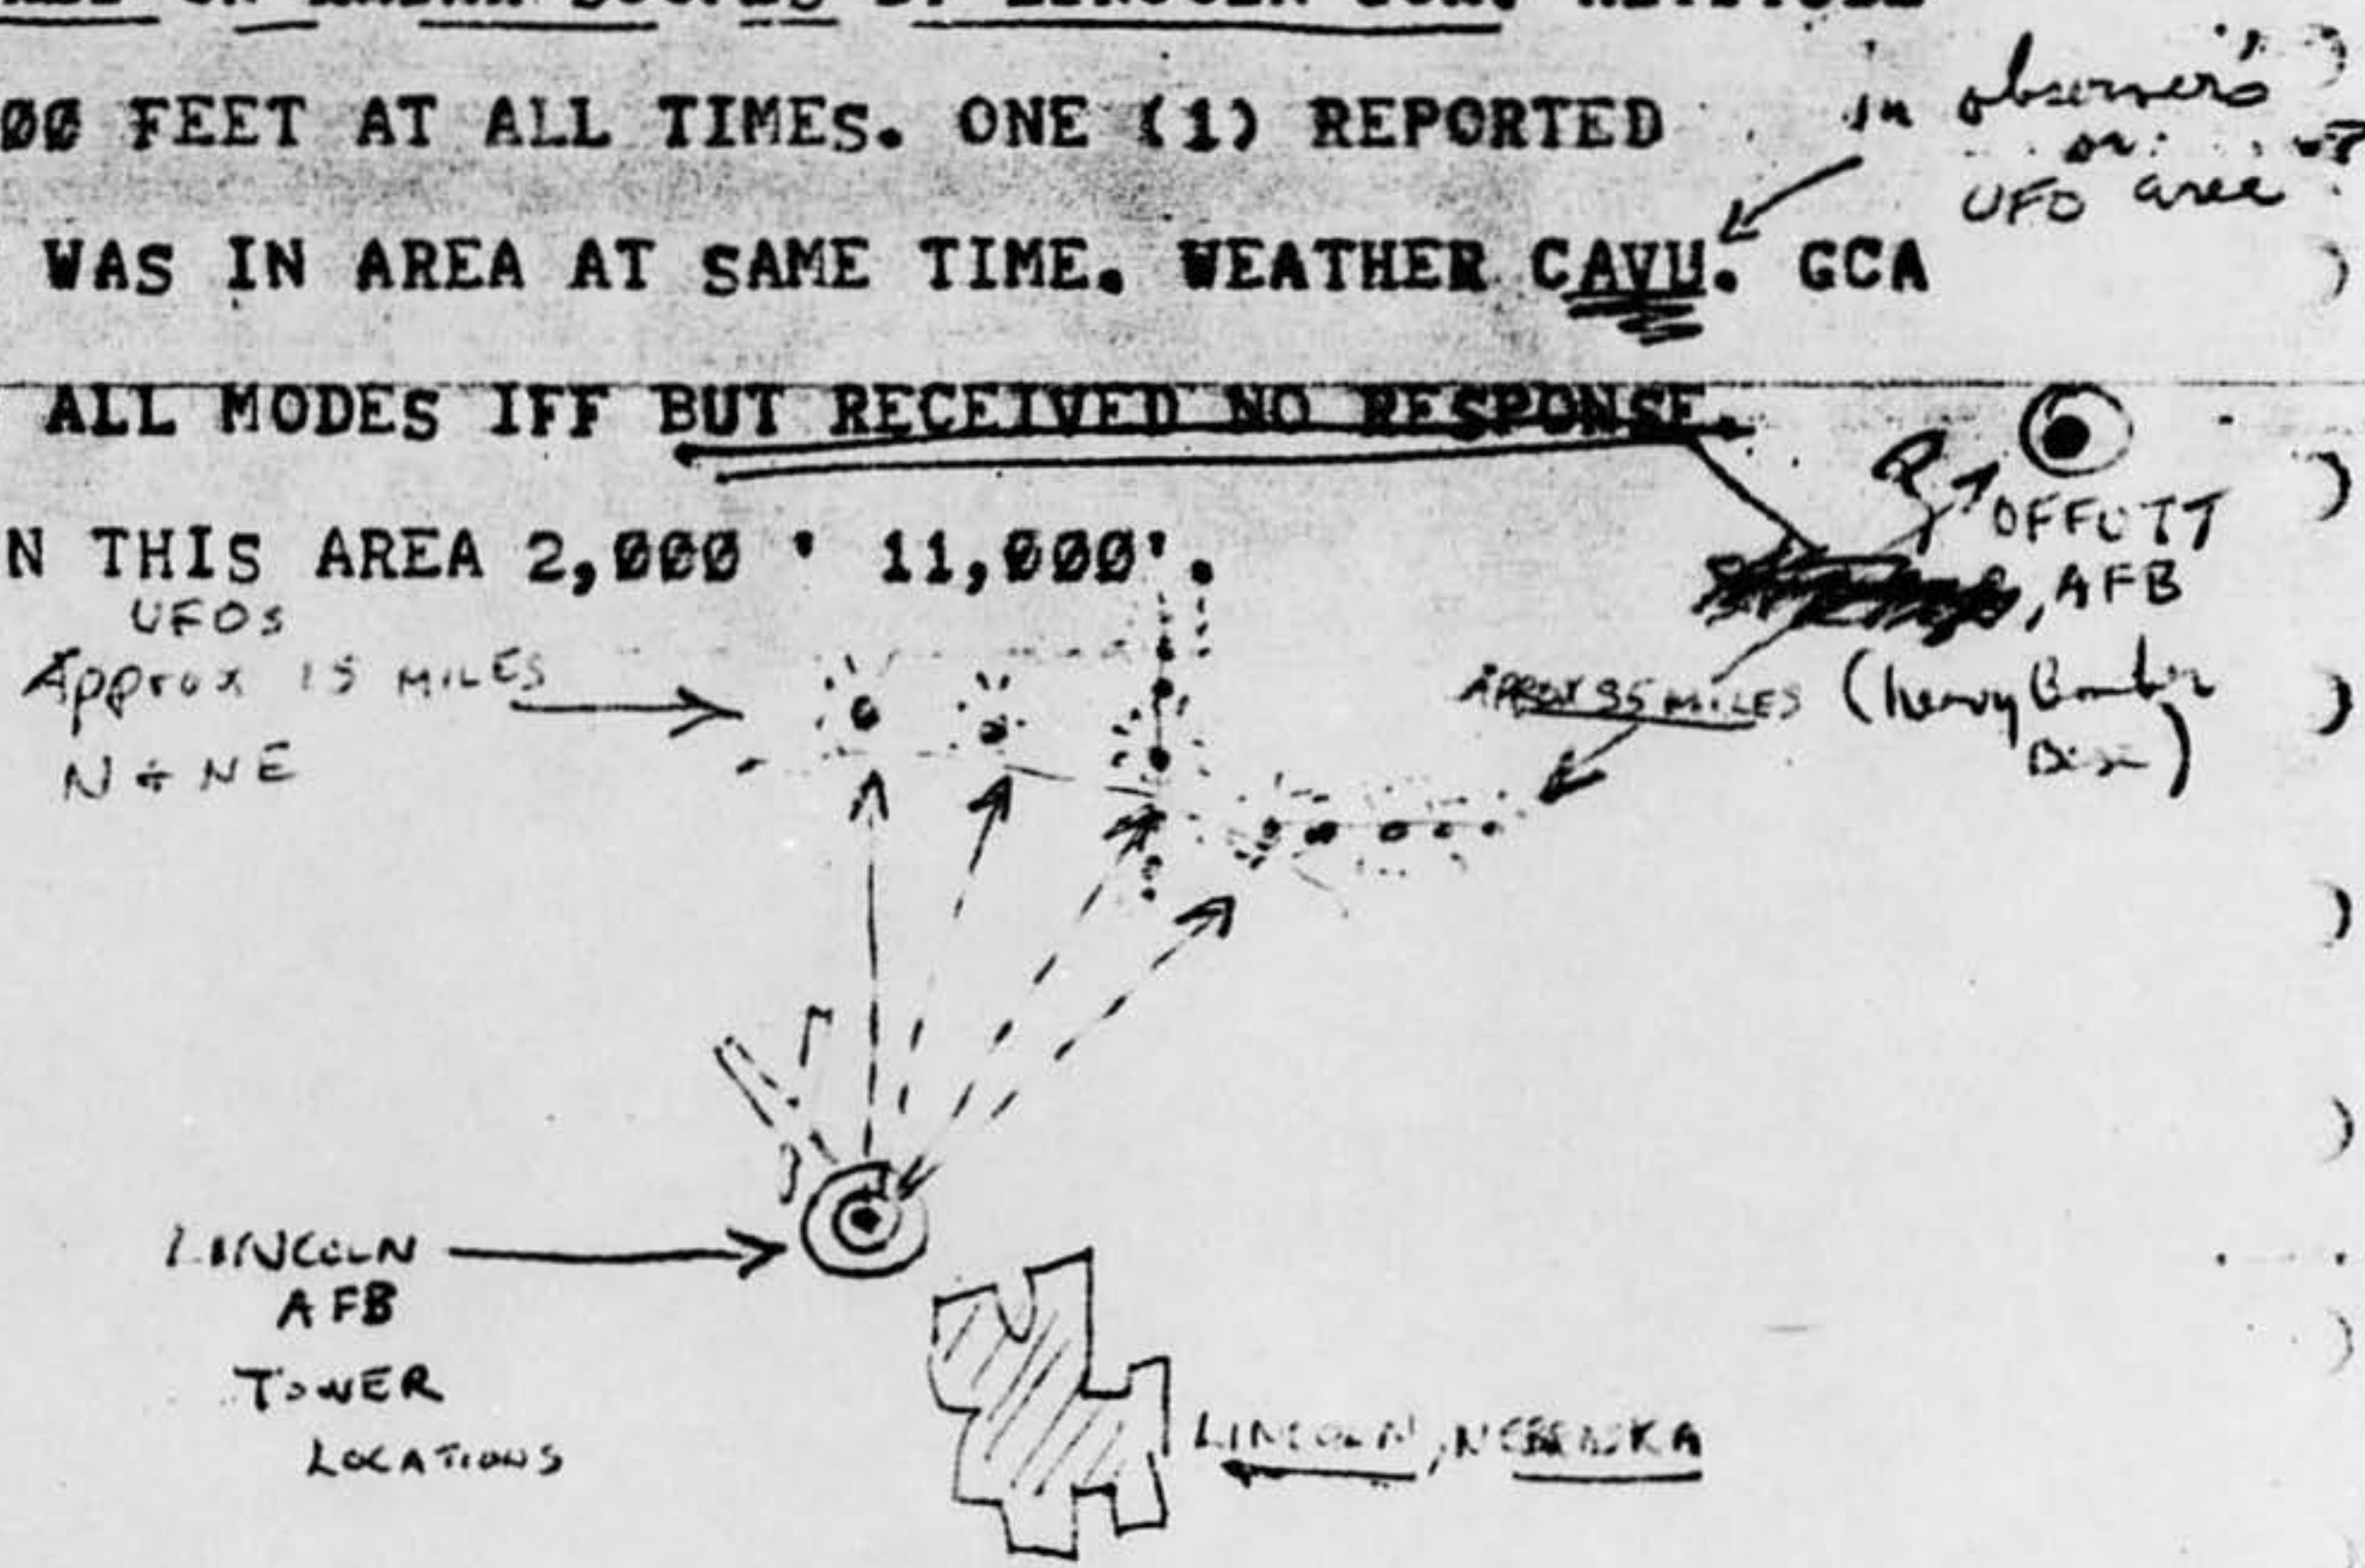 00 FEET AT ALL TIMES. ONE (1) REPORTED
in observer's
or
UFO area
WAS IN AREA AT SAME TIME. WEATHER CAVU. GCA
ALL MODES IFF BUT RECEIVED NO RESPONSE.
N THIS AREA 2,000 ' 11,000'.
OFFUTT
, AFB
(heavy Bomber
Base)
UFOs
Approx 15 MILES
N + NE
APPROX 35 MILES
LINCOLN
AFB
TOWER
LOCATIONS
LINCOLN, NEBRASKA